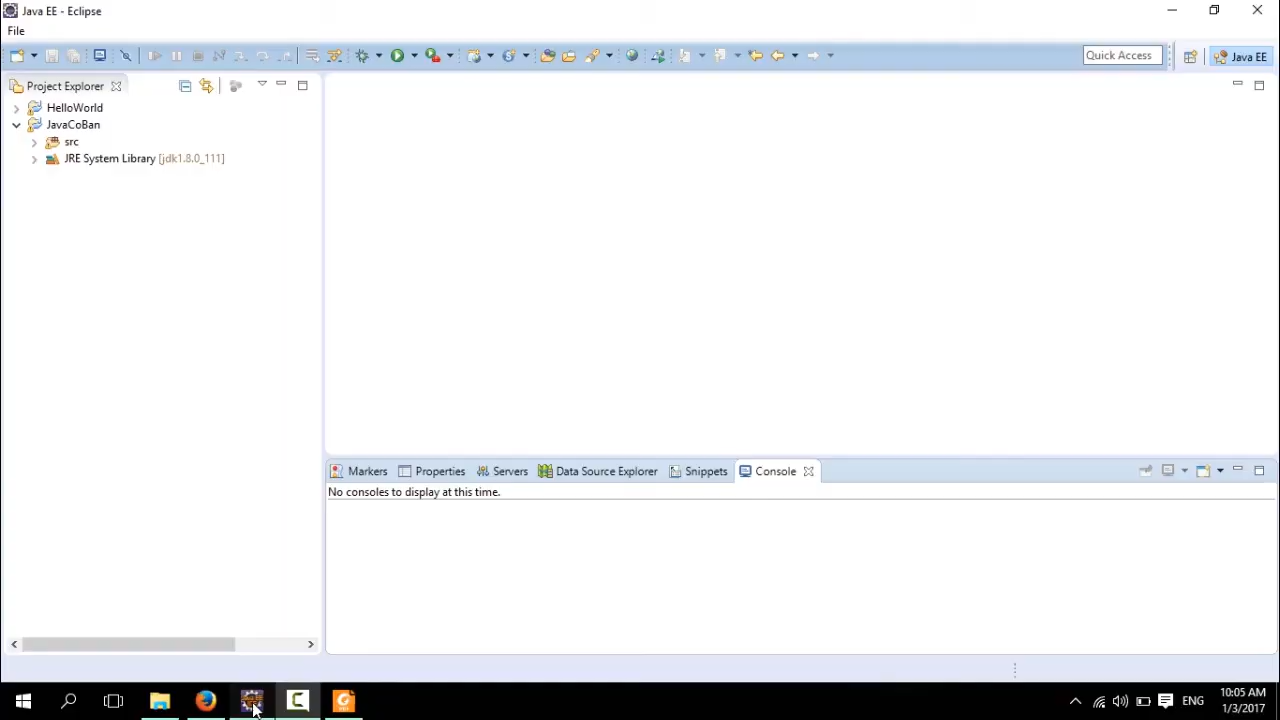 Java EE - Eclipse
File
Quick Access
Java EE
Project Explorer
HelloWorld
JavaCoBan
src
JRE System Library [jdk1.8.0_111]
Markers
Properties
Servers
Data Source Explorer
Snippets
Console
No consoles to display at this time.
ENG
10:05 AM
1/3/2017